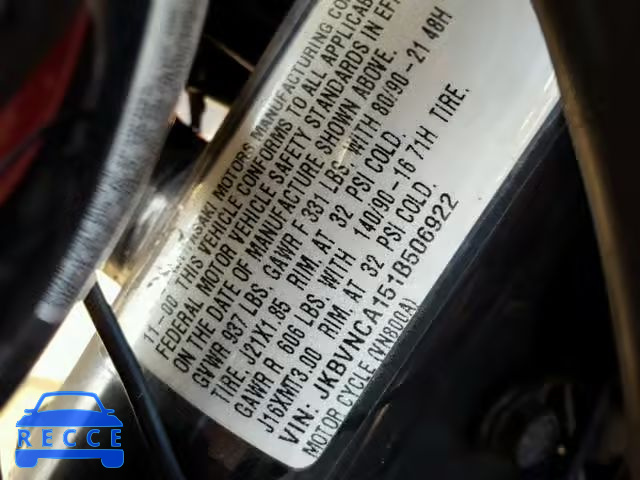 MOTORS MANUFACTURING
11-00 THIS VEHICLE CONFORMS TO ALL APPLICABLE
FEDERAL MOTOR VEHICLE SAFETY STANDARDS IN
ON THE DATE OF MANUFACTURE SHOWN ABOVE.
GVWR 937 LBS. GAWR F 331 LBS. WITH 80/90-21 48H
TIRE, J21X1.85 RIM AT 32 PSI COLD.
GAWR R 606 LBS. WITH 140/90-16 71H TIRE.
J16XMT3.00 RIM, AT 32 PSI COLD.
VIN: JKBVNCA151B506922
MOTOR CYCLE (VN800A)
RECCE